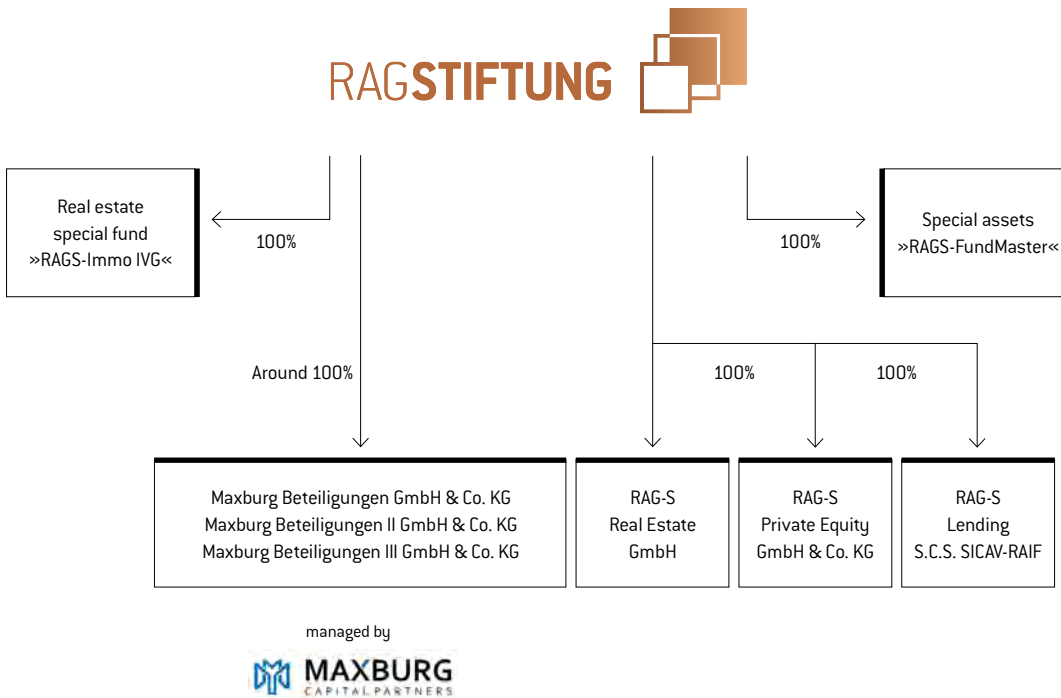 RAGSTIFTUNG
Real estate
special fund
»RAGS-Immo IVG«
100%
100%
Special assets
»RAGS-FundMaster«
Around 100%
100%
100%
Maxburg Beteiligungen GmbH & Co. KG
Maxburg Beteiligungen II GmbH & Co. KG
Maxburg Beteiligungen III GmbH & Co. KG
RAG-S
Real Estate
GmbH
RAG-S
Private Equity
GmbH & Co. KG
RAG-S
Lending
S.C.S. SICAV-RAIF
managed by
MAXBURG
CAPITAL PARTNERS